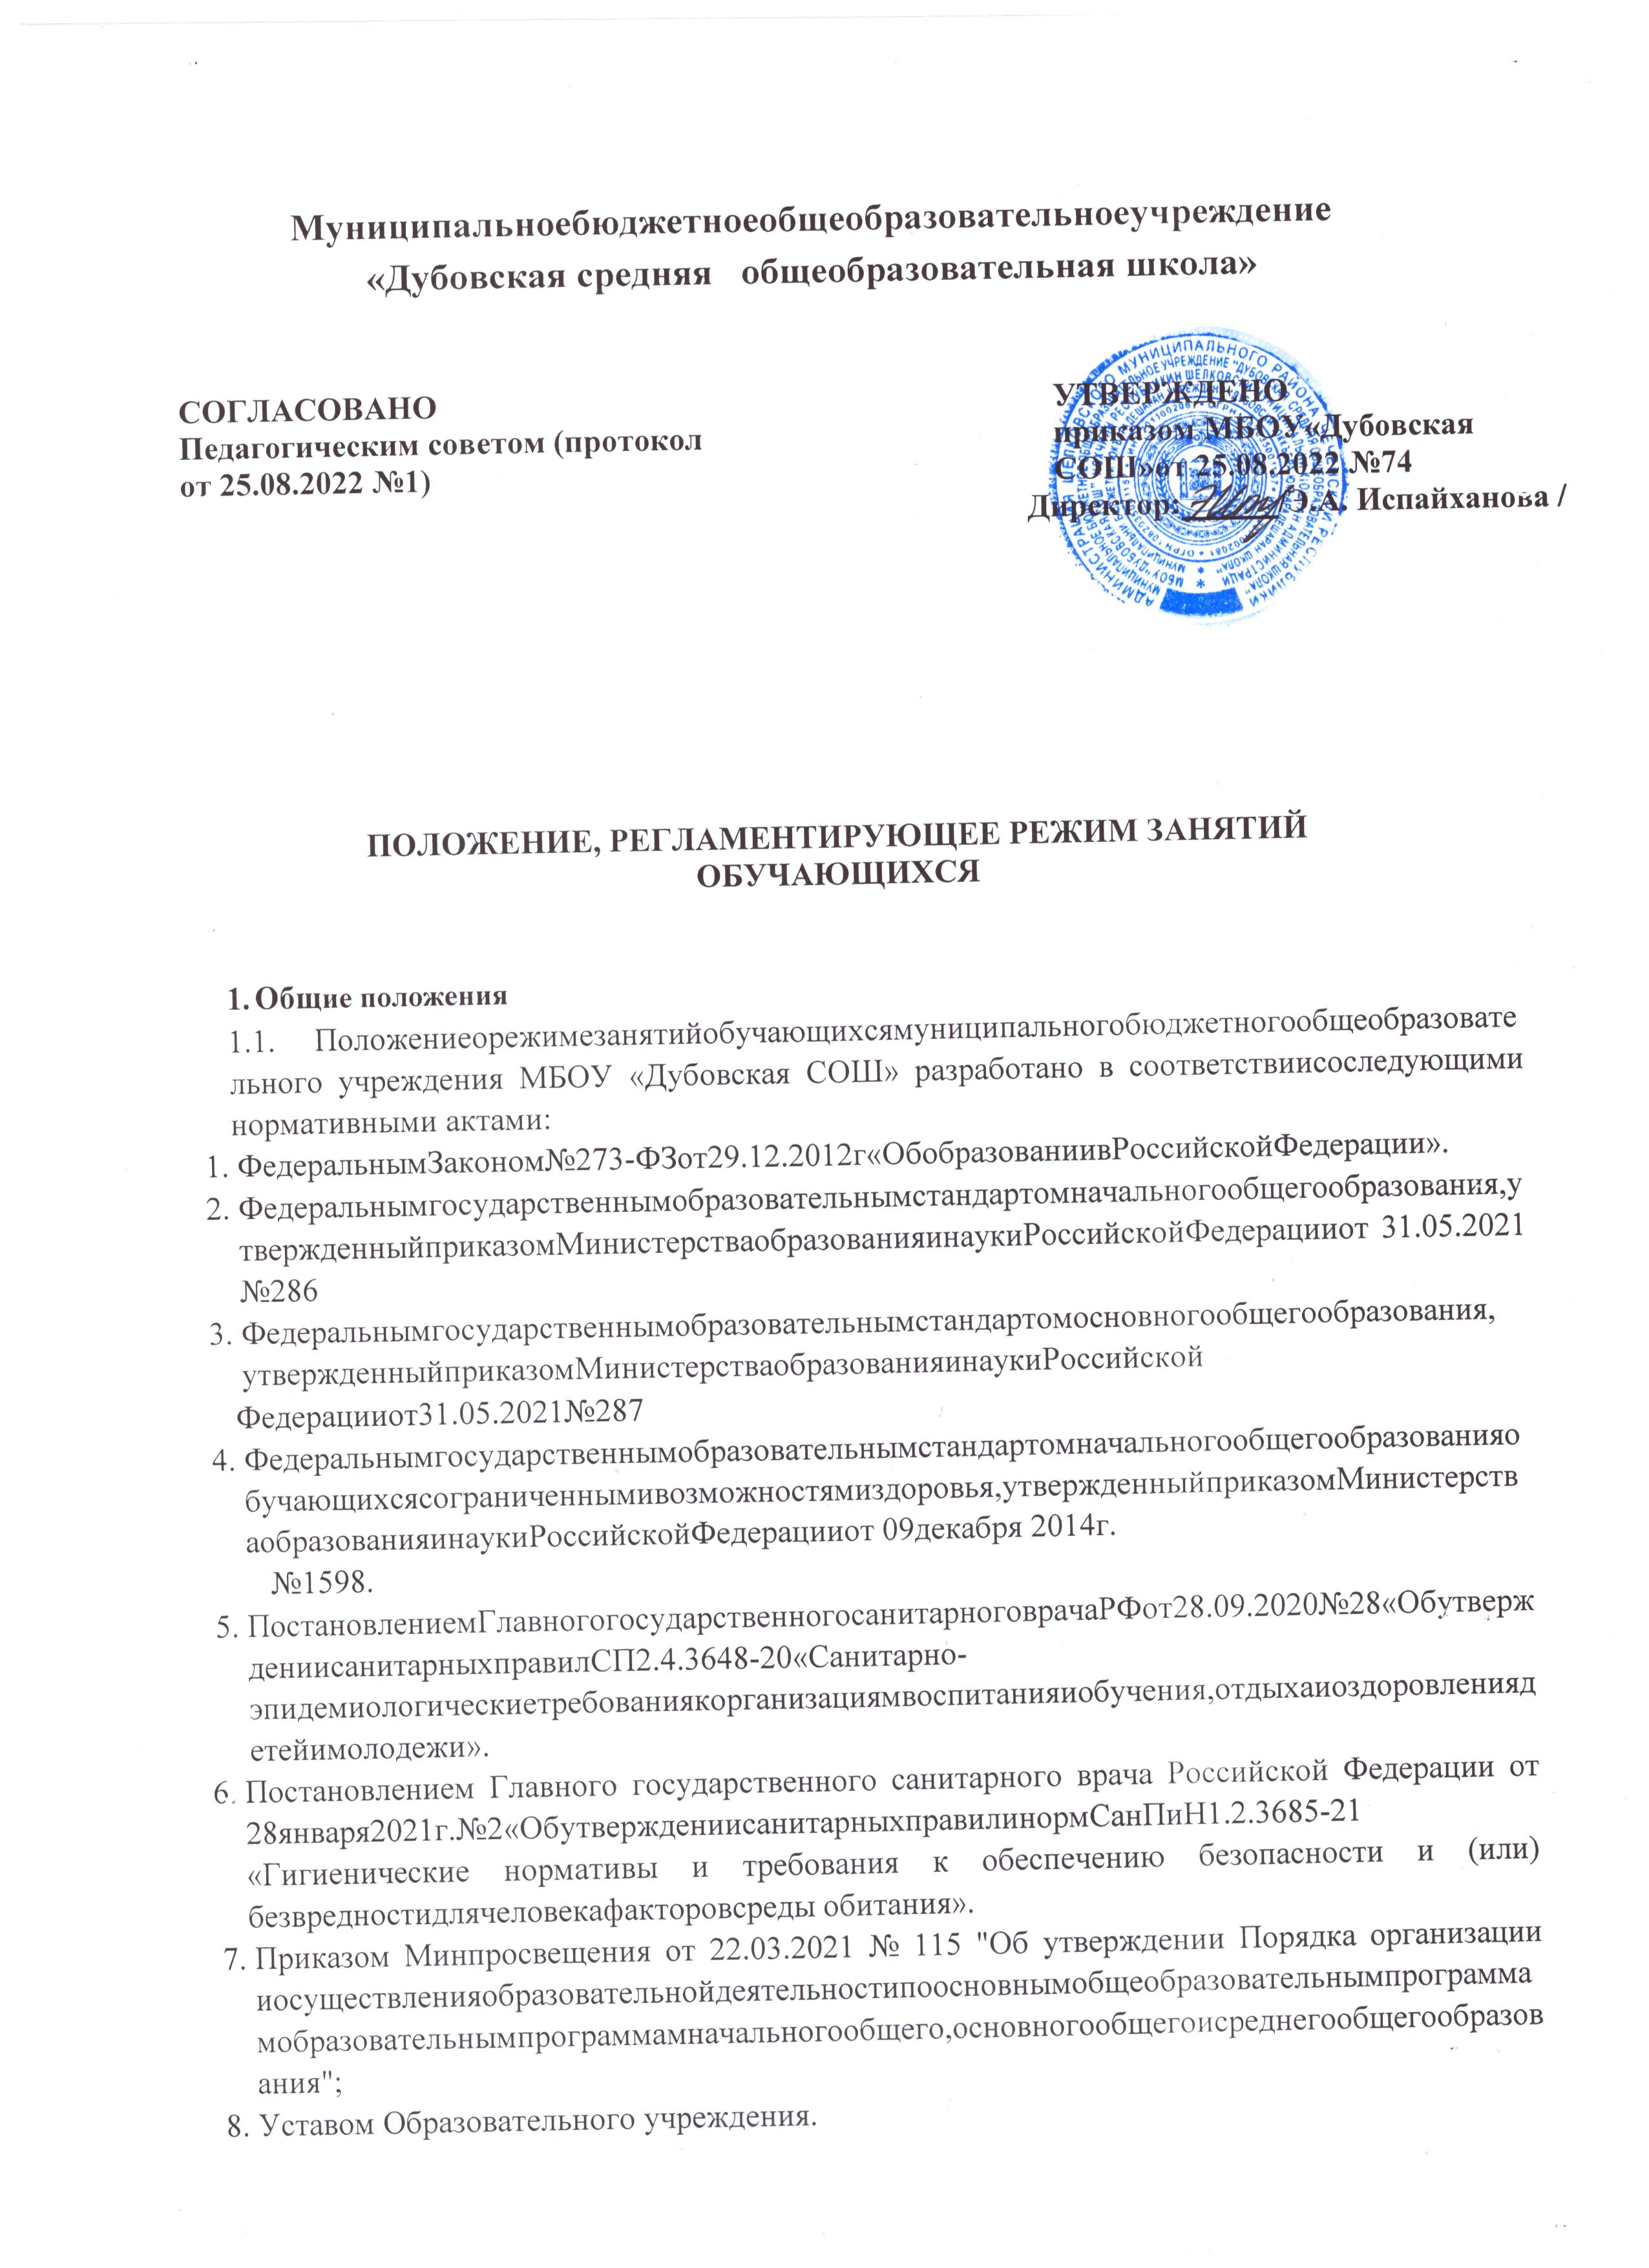 Муниципальноебюджетноеобщеобразовательноеучреждение
«Дубовская средняя общеобразовательная школа»
СОГЛАСОВАНО
Педагогическим советом (протокол
от 25.08.2022 №1)
УТВЕРЖДЕНО
приказом МБОУ«Дубовская
СОШ»от 25.08.2022 №74
Директор: /Э.А. Испайханова /
ПОЛОЖЕНИЕ, РЕГЛАМЕНТИРУЮЩЕЕ РЕЖИМ ЗАНЯТИЙ
ОБУЧАЮЩИХСЯ
1. Общие положения
1.1. Положениеорежимезанятийобучающихсямуниципальногобюджетногообщеобразовате
льного учреждения МБОУ «Дубовская СОШ» разработано в соответствиисоследующими
нормативными актами:
1. ФедеральнымЗаконом№273-ФЗот29.12.2012г«ОбобразованиивРоссийскойФедерации».
2. Федеральнымгосударственнымобразовательнымстандартомначальногообщегообразования,у
твержденныйприказомМинистерстваобразованияинаукиРоссийскойФедерацииот 31.05.2021
№286
3. Федеральнымгосударственнымобразовательнымстандартомосновногообщегообразования,
утвержденныйприказомМинистерстваобразованияинаукиРоссийской
Федерацииот31.05.2021№287
4. Федеральнымгосударственнымобразовательнымстандартомначальногообщегообразованияо
бучающихсясограниченнымивозможностямиздоровья,утвержденныйприказомМинистерств
аобразованияинаукиРоссийскойФедерацииот 09декабря 2014г.
№1598.
5. ПостановлениемГлавногогосударственногосанитарноговрачаРФот28.09.2020№28«Обутверж
дениисанитарныхправилСП2.4.3648-20«Санитарно-
эпидемиологическиетребованиякорганизациямвоспитанияиобучения,отдыхаиоздоровленияд
етейимолодежи».
6. Постановлением Главного государственного санитарного врача Российской Федерации от
28января2021г.№2«ОбутверждениисанитарныхправилинормСанПиН1.2.3685-21
«Гигиенические нормативы и требования к обеспечению безопасности и (или)
безвредностидлячеловекафакторовсреды обитания».
7. Приказом Минпросвещения от 22.03.2021 № 115 "Об утверждении Порядка организации
иосуществленияобразовательнойдеятельностипоосновнымобщеобразовательнымпрограмма
мобразовательнымпрограммамначальногообщего,основногообщегоисреднегообщегообразов
ания";
8. Уставом Образовательного учреждения.